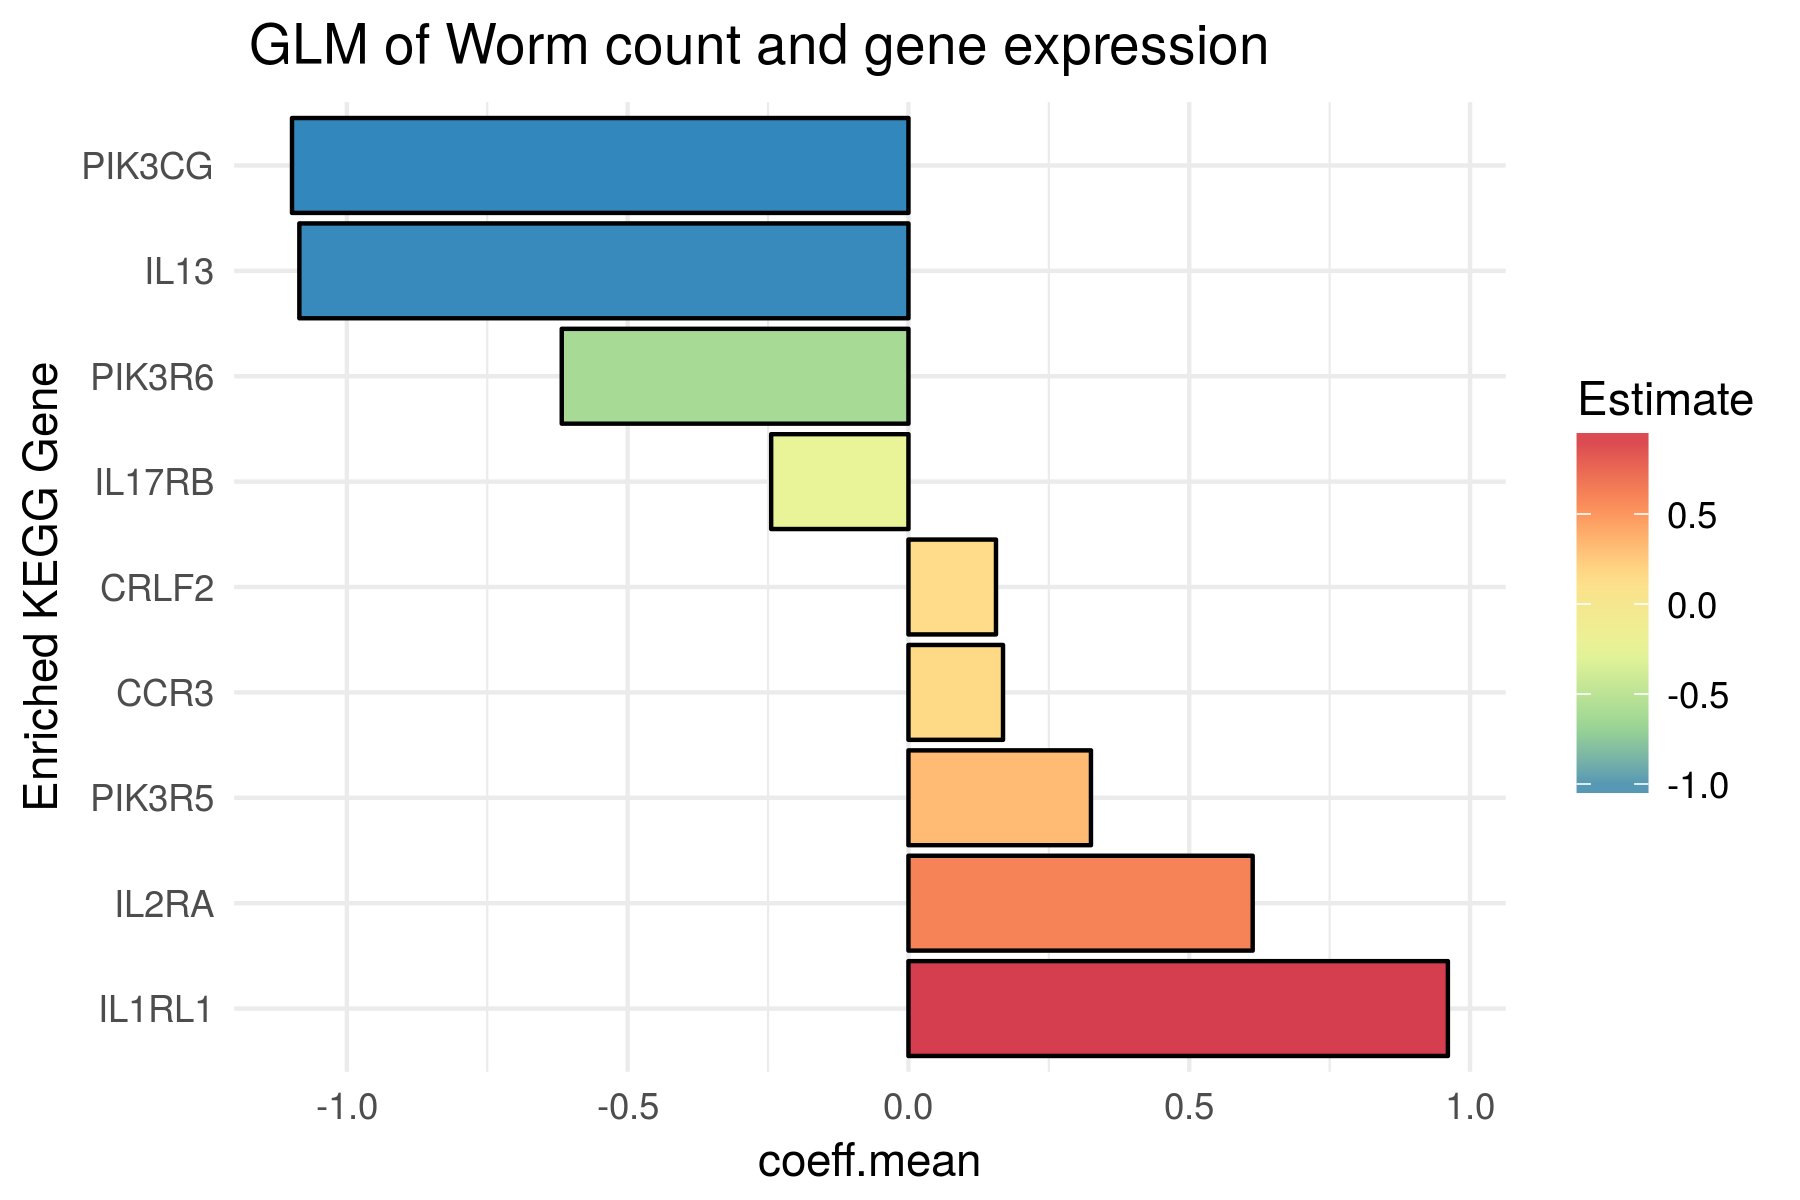 GLM of Worm count and gene expression
Enriched KEGG Gene
PIK3CG
IL13
PIK3R6
IL17RB
CRLF2
CCR3
PIK3R5
IL2RA
IL1RL1
-1.0
-0.5
0.0
0.5
1.0
coeff.mean
Estimate
0.5
0.0
-0.5
-1.0